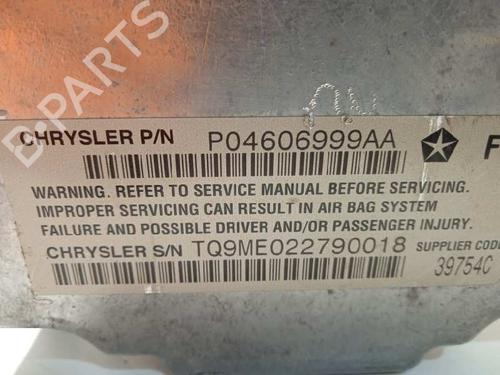 B-PARTS
CHRYSLER P/N P04606999AA F
WARNING. REFER TO SERVICE MANUAL BEFORE SERVICING.
IMPROPER SERVICING CAN RESULT IN AIR BAG SYSTEM
FAILURE AND POSSIBLE DRIVER AND/OR PASSENGER INJURY.
CHRYSLER S/N TQ9ME022790018 SUPPLIER CODE
39754C